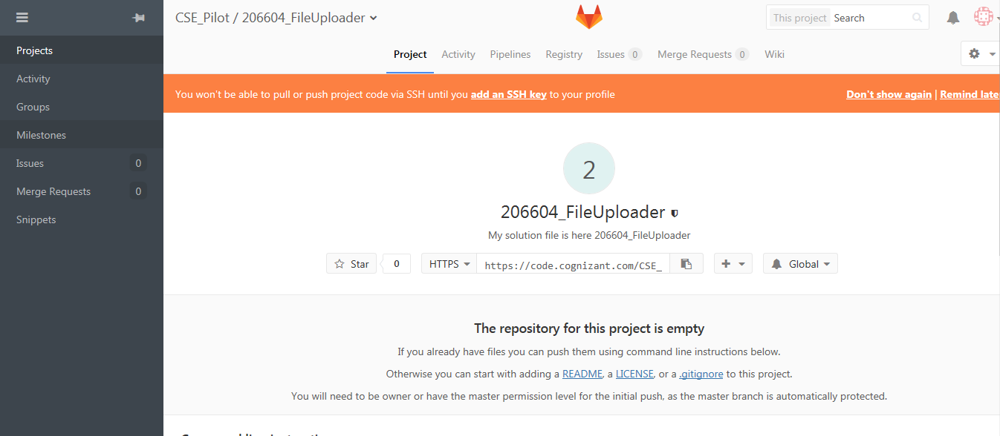 CSE_Pilot / 206604_FileUploader
This project Search
Projects
Activity
Groups
Milestones
Issues 0
Merge Requests 0
Snippets
Project Activity Pipelines Registry Issues 0 Merge Requests 0 Wiki
You won't be able to pull or push project code via SSH until you add an SSH key to your profile
Don't show again | Remind late
2
206604_FileUploader
My solution file is here 206604_FileUploader
Star 0 HTTPS https://code.cognizant.com/CSE_ Global
The repository for this project is empty
If you already have files you can push them using command line instructions below.
Otherwise you can start with adding a README, a LICENSE, or a .gitignore to this project.
You will need to be owner or have the master permission level for the initial push, as the master branch is automatically protected.